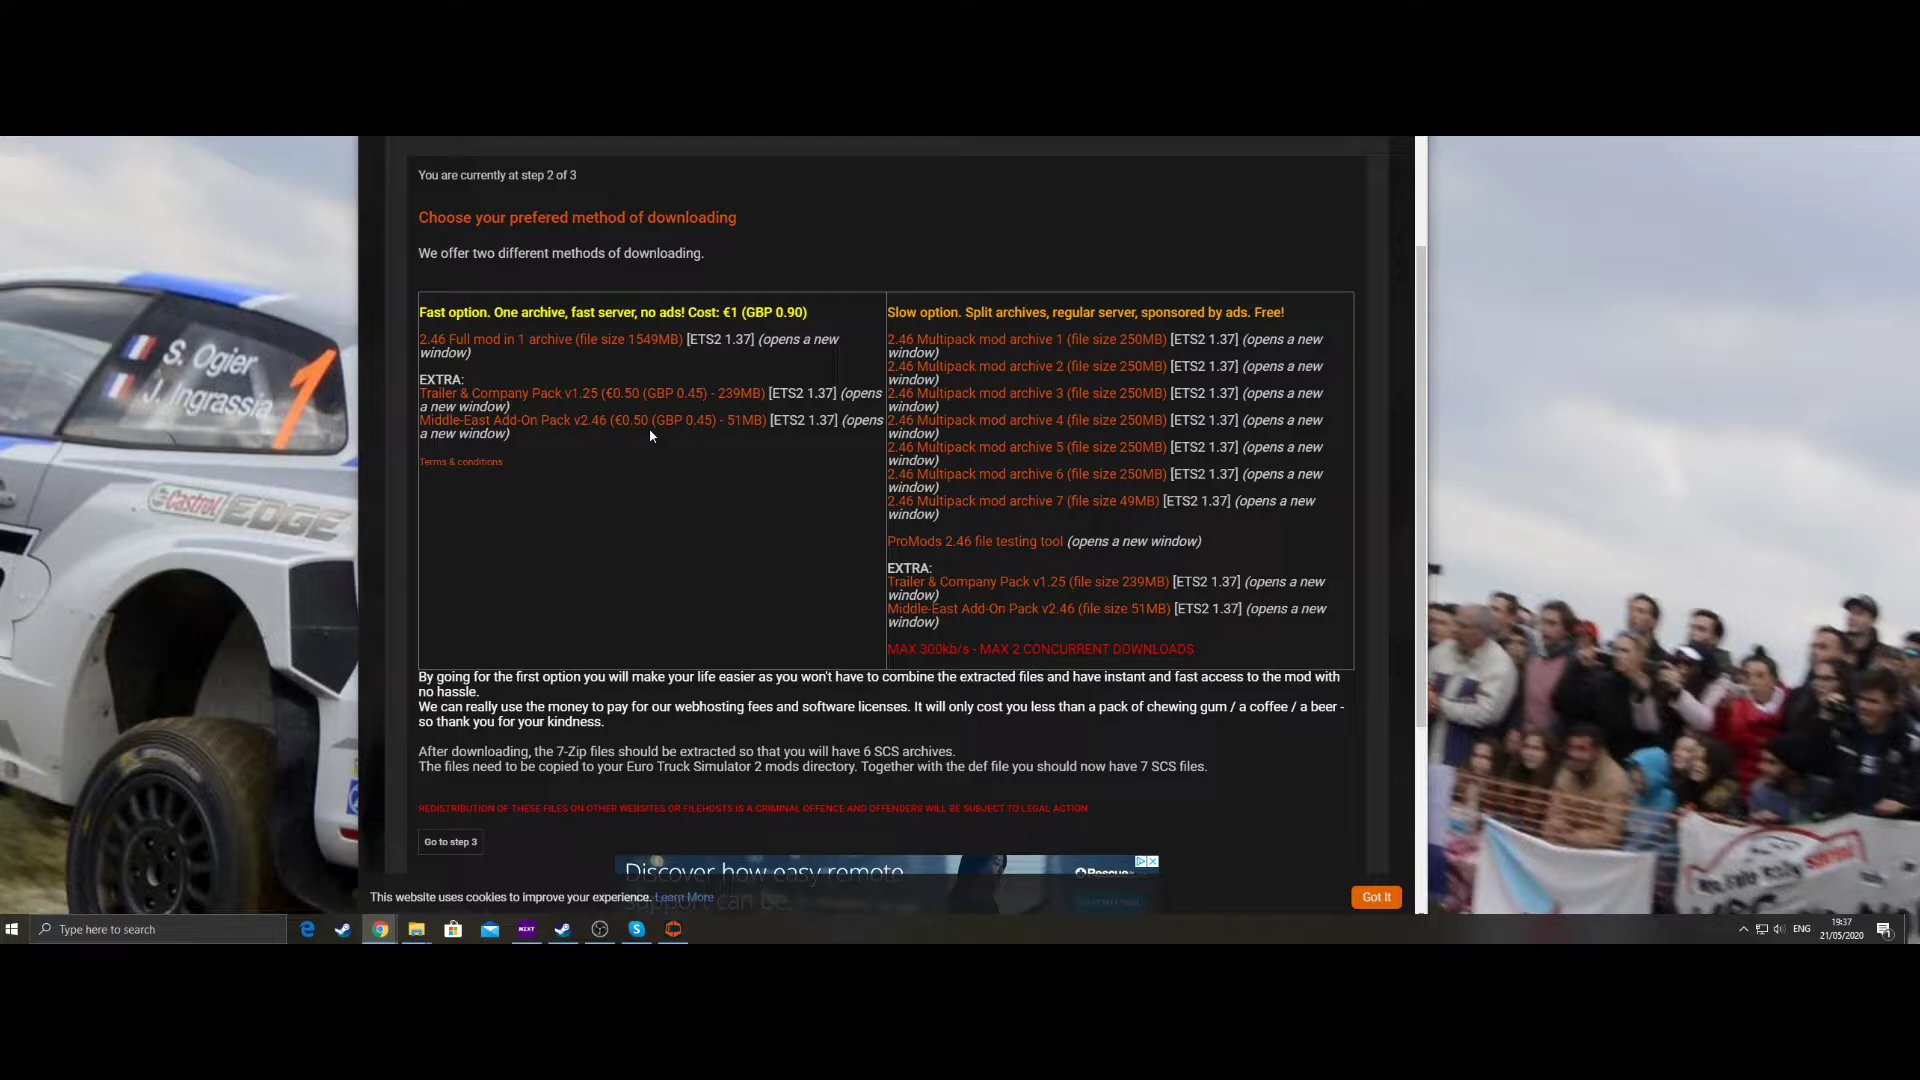 You are currently at step 2 of 3
Choose your prefered method of downloading
We offer two different methods of downloading.
Fast option. One archive, fast server, no ads! Cost: €1 (GBP 0.90)
2.46 Full mod in 1 archive (file size 1549MB) [ETS2 1.37] (opens a new
window)
EXTRA:
Trailer & Company Pack v1.25 (€0.50 (GBP 0.45) - 239MB) [ETS2 1.37] (opens
a new window)
Middle-East Add-On Pack v2.46 (€0.50 (GBP 0.45) - 51MB) [ETS2 1.37] (opens
a new window)
Terms & conditions
Slow option. Split archives, regular server, sponsored by ads. Free!
2.46 Multipack mod archive 1 (file size 250MB) [ETS2 1.37] (opens a new
window)
2.46 Multipack mod archive 2 (file size 250MB) [ETS2 1.37] (opens a new
window)
2.46 Multipack mod archive 3 (file size 250MB) [ETS2 1.37] (opens a new
window)
2.46 Multipack mod archive 4 (file size 250MB) [ETS2 1.37] (opens a new
window)
2.46 Multipack mod archive 5 (file size 250MB) [ETS2 1.37] (opens a new
window)
2.46 Multipack mod archive 6 (file size 250MB) [ETS2 1.37] (opens a new
window)
2.46 Multipack mod archive 7 (file size 49MB) [ETS2 1.37] (opens a new
window)
ProMods 2.46 file testing tool (opens a new window)
EXTRA:
Trailer & Company Pack v1.25 (file size 239MB) [ETS2 1.37] (opens a new
window)
Middle-East Add-On Pack v2.46 (file size 51MB) [ETS2 1.37] (opens a new
window)
MAX 300kb/s - MAX 2 CONCURRENT DOWNLOADS
By going for the first option you will make your life easier as you won't have to combine the extracted files and have instant and fast access to the mod with
no hassle.
We can really use the money to pay for our webhosting fees and software licenses. It will only cost you less than a pack of chewing gum / a coffee / a beer -
so thank you for your kindness.
After downloading, the 7-Zip files should be extracted so that you will have 6 SCS archives.
The files need to be copied to your Euro Truck Simulator 2 mods directory. Together with the def file you should now have 7 SCS files.
REDISTRIBUTION OF THESE FILES ON OTHER WEBSITES OR FILEHOSTS IS A CRIMINAL OFFENCE AND OFFENDERS WILL BE SUBJECT TO LEGAL ACTION
Go to step 3
Discover how easy remote
support can be
This website uses cookies to improve your experience. Learn More
Got It
S. Ogier
J. Ingrassia
1
Castrol EDGE
Type here to search
NZXT
ENG
19:37
21/05/2020
1